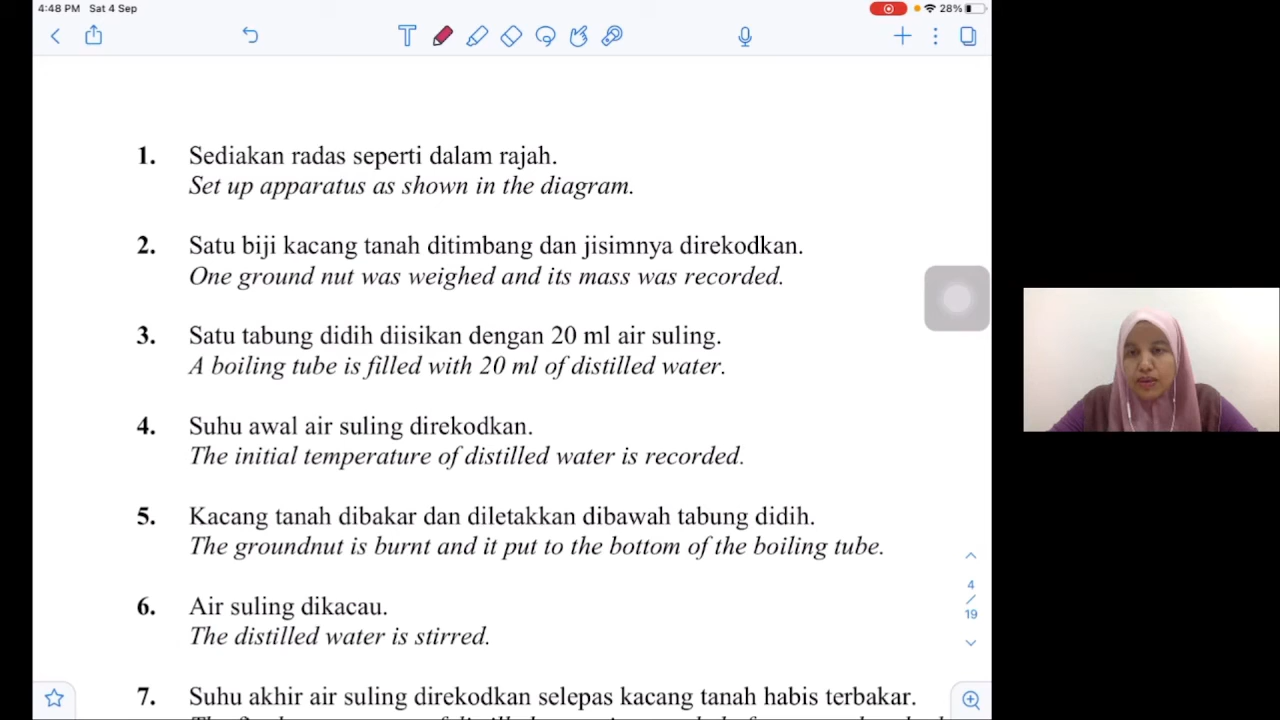 4:48 PM Sat 4 Sep
28%
1. Sediakan radas seperti dalam rajah.
Set up apparatus as shown in the diagram.
2. Satu biji kacang tanah ditimbang dan jisimnya direkodkan.
One ground nut was weighed and its mass was recorded.
3. Satu tabung didih diisikan dengan 20 ml air suling.
A boiling tube is filled with 20 ml of distilled water.
4. Suhu awal air suling direkodkan.
The initial temperature of distilled water is recorded.
5. Kacang tanah dibakar dan diletakkan dibawah tabung didih.
The groundnut is burnt and it put to the bottom of the boiling tube.
4
/
19
6. Air suling dikacau.
The distilled water is stirred.
7. Suhu akhir air suling direkodkan selepas kacang tanah habis terbakar.